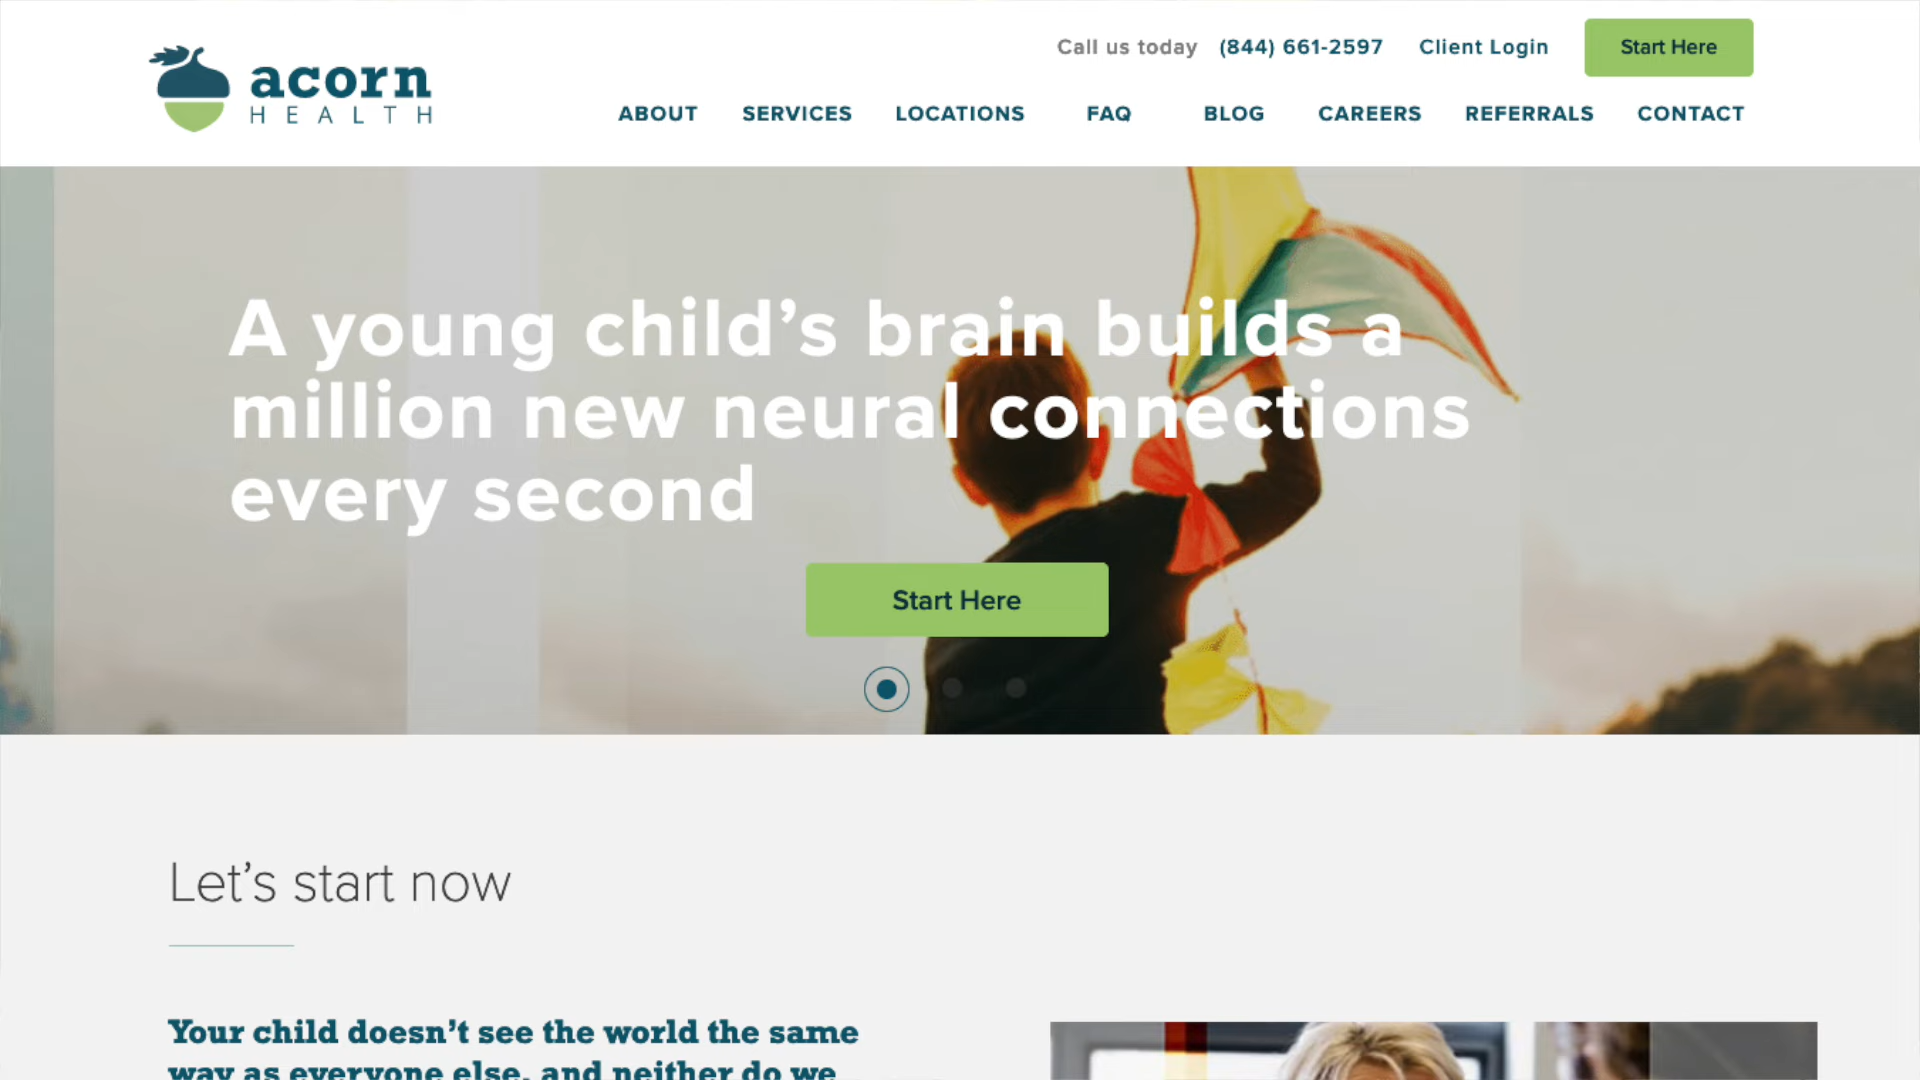 acorn
HEALTH
Call us today (844) 661-2597 Client Login Start Here
ABOUT SERVICES LOCATIONS FAQ BLOG CAREERS REFERRALS CONTACT
A young child’s brain builds a
million new neural connections
every second
Start Here
Let’s start now
Your child doesn’t see the world the same
way as everyone else, and neither do we